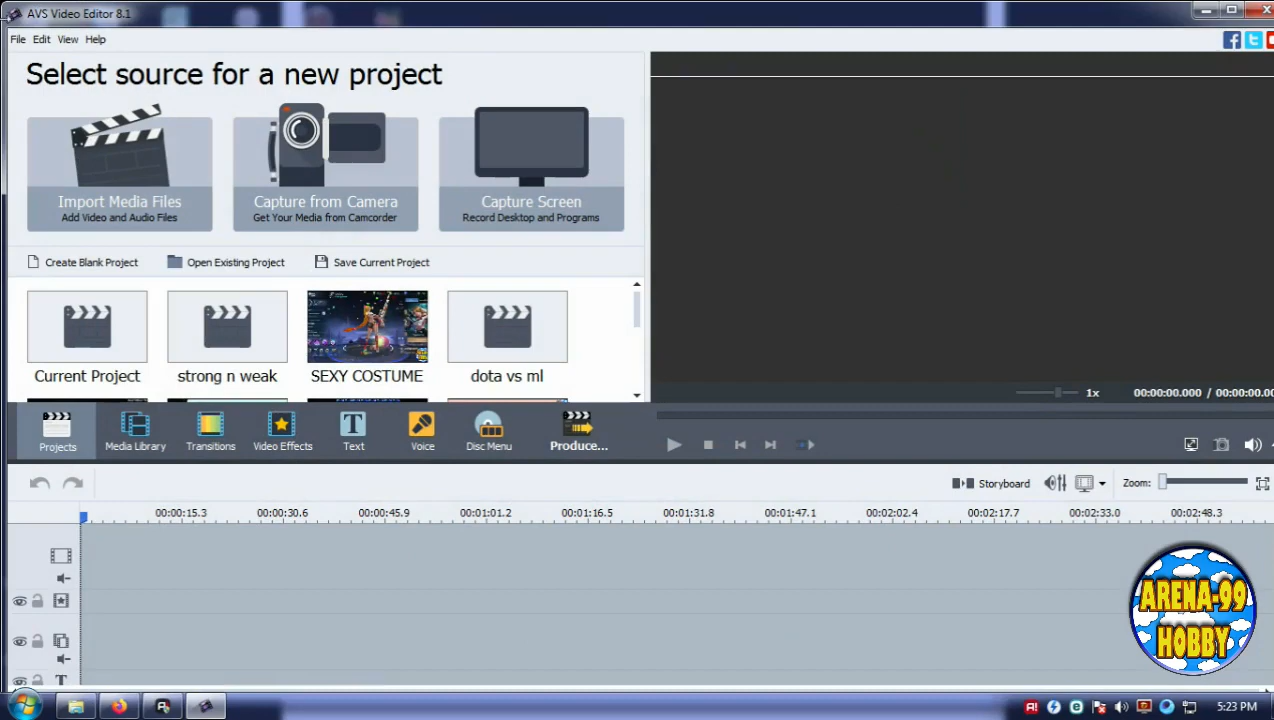 AVS Video Editor 8.1
File Edit View Help
Select source for a new project
Import Media Files
Add Video and Audio Files
Capture from Camera
Get Your Media from Camcorder
Capture Screen
Record Desktop and Programs
Create Blank Project
Open Existing Project
Save Current Project
Current Project
strong n weak
SEXY COSTUME
dota vs ml
1x
00:00:00.000 / 00:00:00.00
Projects
Media Library
Transitions
Video Effects
Text
Voice
Disc Menu
Produce...
Storyboard
Zoom:
00:00:15.3 00:00:30.6 00:00:45.9 00:01:01.2 00:01:16.5 00:01:31.8 00:01:47.1 00:02:02.4 00:02:17.7 00:02:33.0 00:02:48.3
ARENA-99
HOBBY
5:23 PM